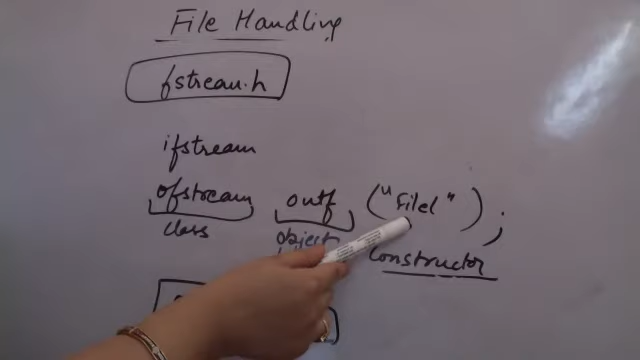 File Handling
fstream.h
ifstream
ofstream outf ("file1");
class object constructor